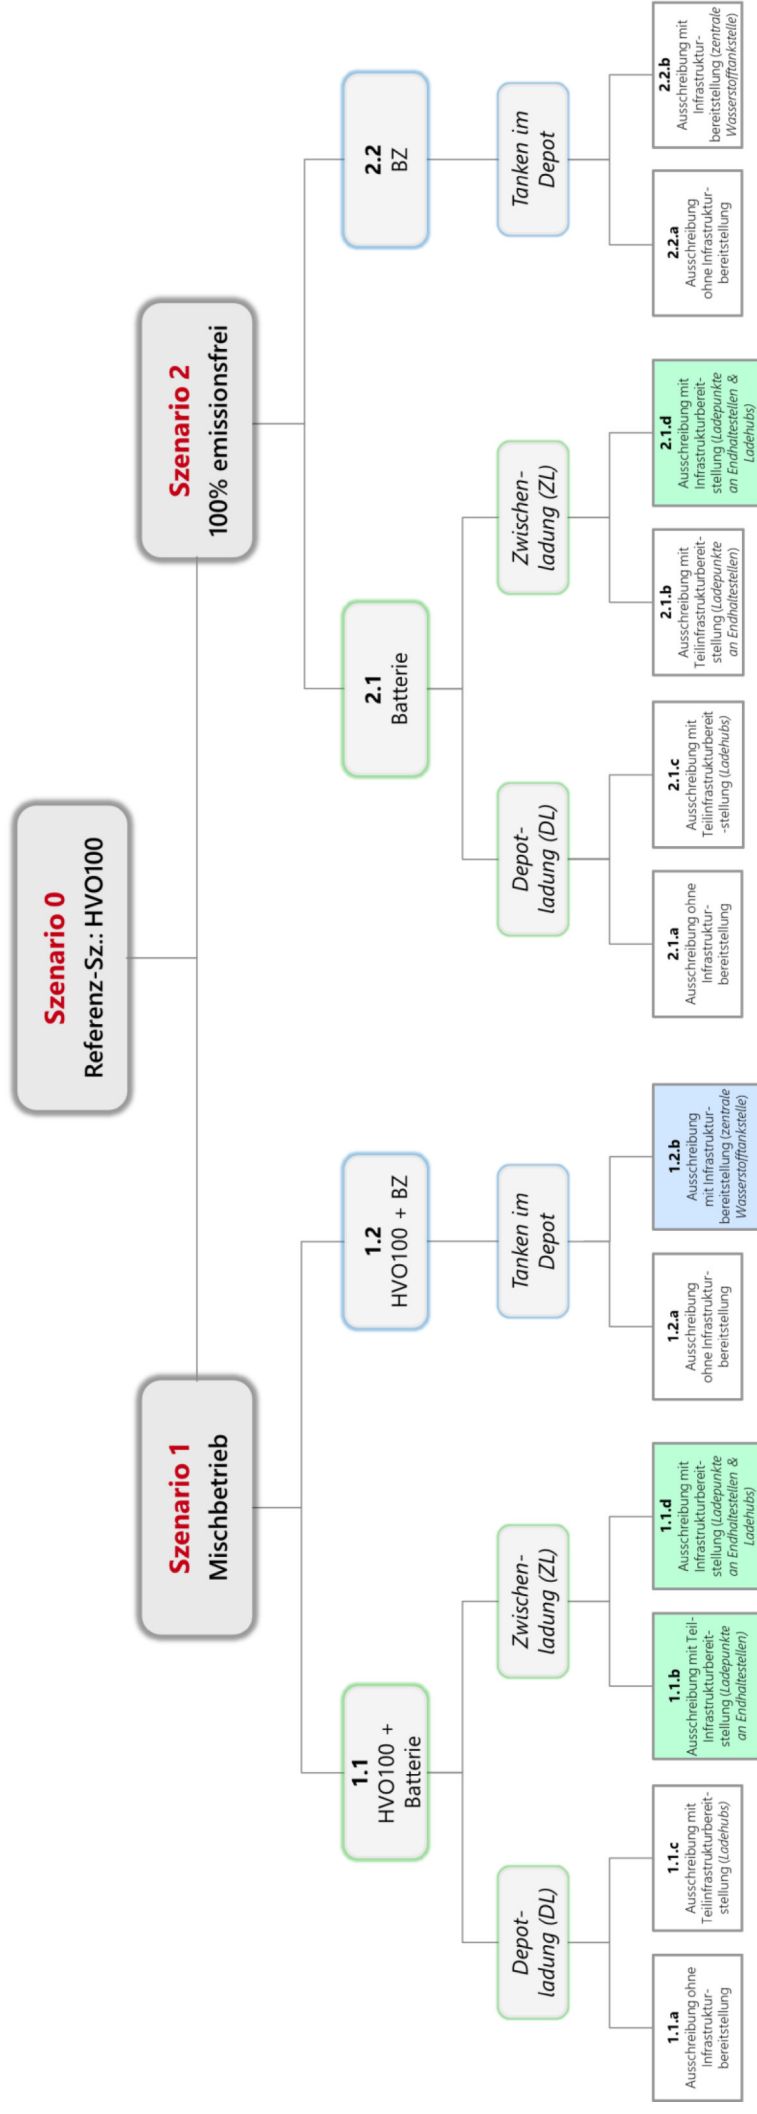 Szenario 0
Referenz-Sz.: HVO100
Szenario 1
Mischbetrieb
Szenario 2
100% emissionsfrei
1.1
HVO100 +
Batterie
1.2
HVO100 + BZ
2.1
Batterie
2.2
BZ
Depot-
ladung (DL)
Zwischen-
ladung (ZL)
Tanken im
Depot
Depot-
ladung (DL)
Zwischen-
ladung (ZL)
Tanken im
Depot
1.1.a
Ausschreibung ohne
Infrastruktur-
bereitstellung
1.1.c
Ausschreibung mit
Teilinfrastrukturbereit-
stellung (Ladehubs)
1.1.b
Ausschreibung mit Teil-
Infrastrukturbereit-
stellung (Ladepunkte
an Endhaltestellen)
1.1.d
Ausschreibung mit
Infrastrukturbereit-
stellung (Ladepunkte
an Endhaltestellen &
Ladehubs)
1.2.a
Ausschreibung
ohne Infrastruktur-
bereitstellung
1.2.b
Ausschreibung
mit Infrastruktur-
bereitstellung (zentrale
Wasserstofftankstelle)
2.1.a
Ausschreibung ohne
Infrastruktur-
bereitstellung
2.1.c
Ausschreibung mit
Teilinfrastrukturbereit
-stellung (Ladehubs)
2.1.b
Ausschreibung mit
Teilinfrastrukturbereit-
stellung (Ladepunkte
an Endhaltestellen)
2.1.d
Ausschreibung mit
Infrastrukturbereit-
stellung (Ladepunkte
an Endhaltestellen &
Ladehubs)
2.2.a
Ausschreibung
ohne Infrastruktur-
bereitstellung
2.2.b
Ausschreibung mit
Infrastruktur-
bereitstellung (zentrale
Wasserstofftankstelle)